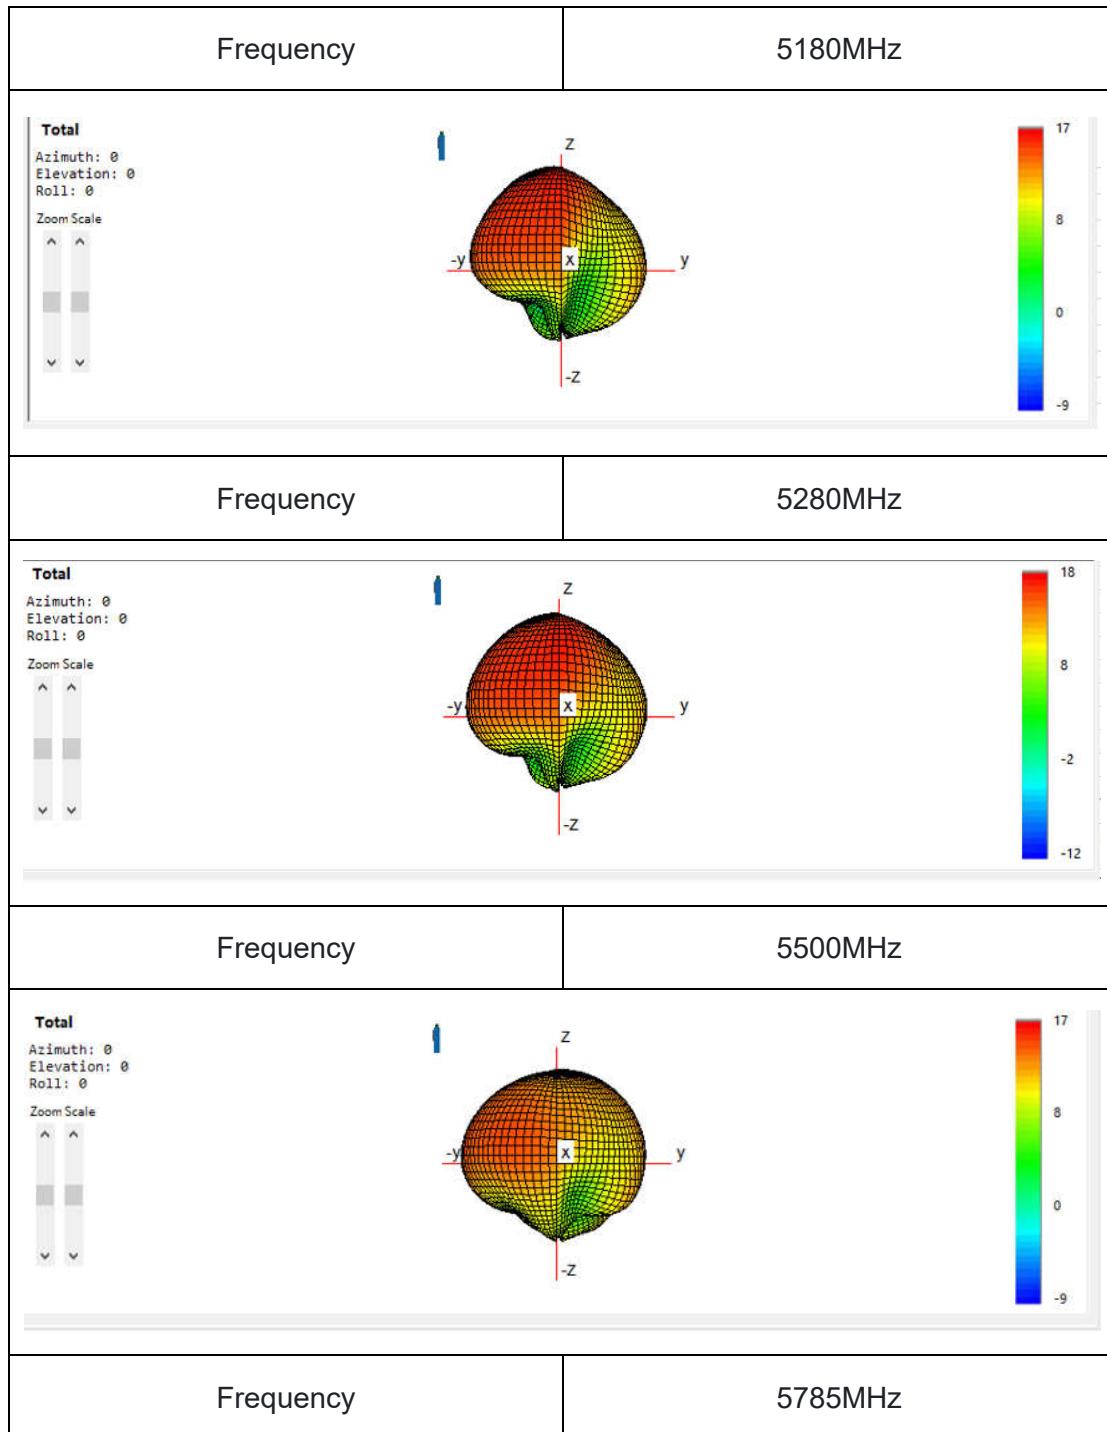 Frequency 5180MHz
Total
Azimuth: 0
Elevation: 0
Roll: 0
Zoom Scale
z
-y x y
-z
17
8
0
-9
Frequency 5280MHz
Total
Azimuth: 0
Elevation: 0
Roll: 0
Zoom Scale
z
-y x y
-z
18
8
-2
-12
Frequency 5500MHz
Total
Azimuth: 0
Elevation: 0
Roll: 0
Zoom Scale
z
-y x y
-z
17
8
0
-9
Frequency 5785MHz